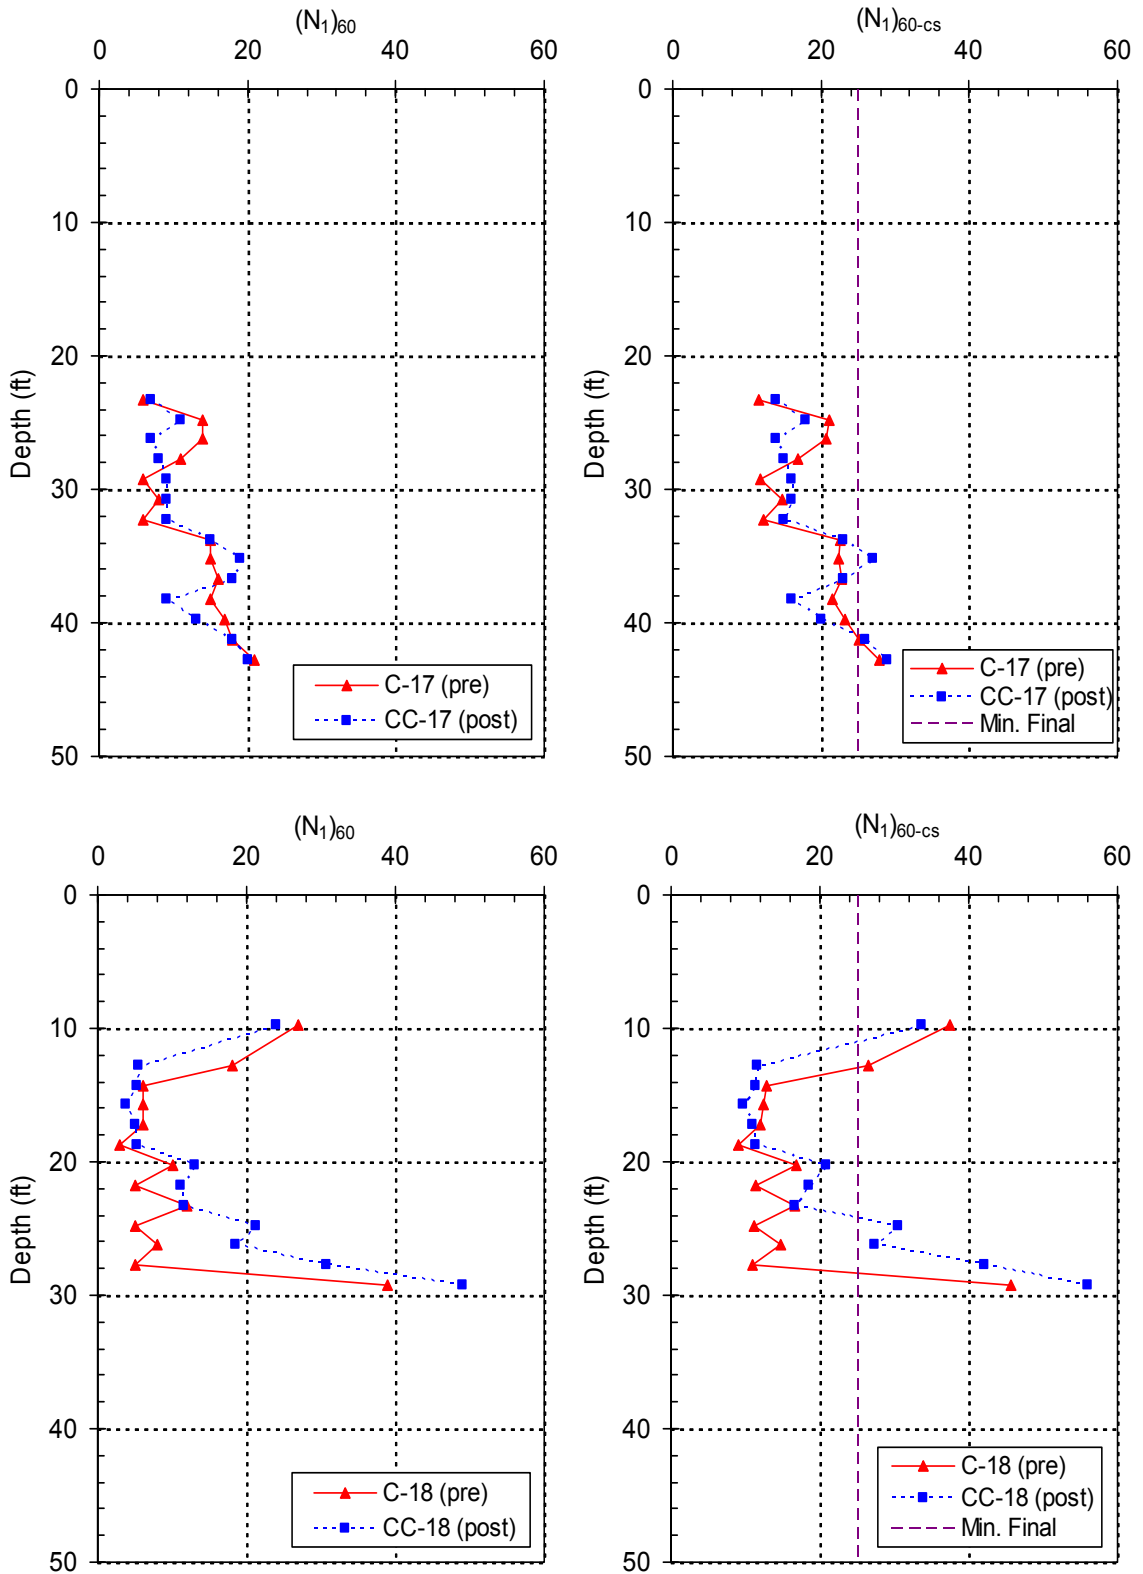 (N1)60
0 20 40 60
0
10
20
30
40
50
Depth (ft)
C-17 (pre)
CC-17 (post)
(N1)60-cs
0 20 40 60
0
10
20
30
40
50
Depth (ft)
C-17 (pre)
CC-17 (post)
Min. Final
(N1)60
0 20 40 60
0
10
20
30
40
50
Depth (ft)
C-18 (pre)
CC-18 (post)
(N1)60-cs
0 20 40 60
0
10
20
30
40
50
Depth (ft)
C-18 (pre)
CC-18 (post)
Min. Final